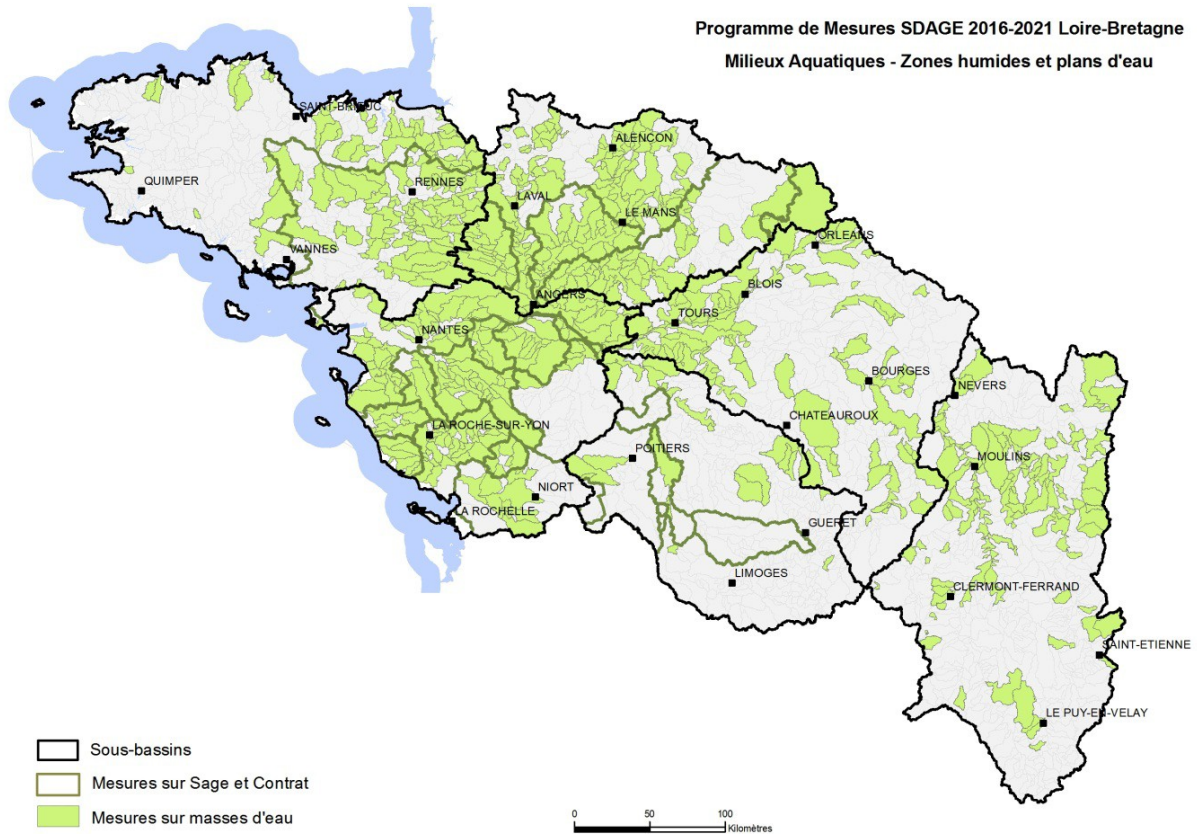 Programme de Mesures SDAGE 2016-2021 Loire-Bretagne
Milieux Aquatiques - Zones humides et plans d'eau
SAINT-BRIEUC
ALENCON
QUIMPER
RENNES
LAVAL
LE MANS
ORLEANS
VANNES
BLOIS
ANGERS
TOURS
NANTES
BOURGES
NEVERS
CHATEAUROUX
LA ROCHE-SUR-YON
POITIERS
MOULINS
NIORT
LA ROCHELLE
GUERET
LIMOGES
CLERMONT-FERRAND
SAINT-ETIENNE
LE PUY-EN-VELAY
Sous-bassins
Mesures sur Sage et Contrat
Mesures sur masses d'eau
0 50 100
Kilomètres